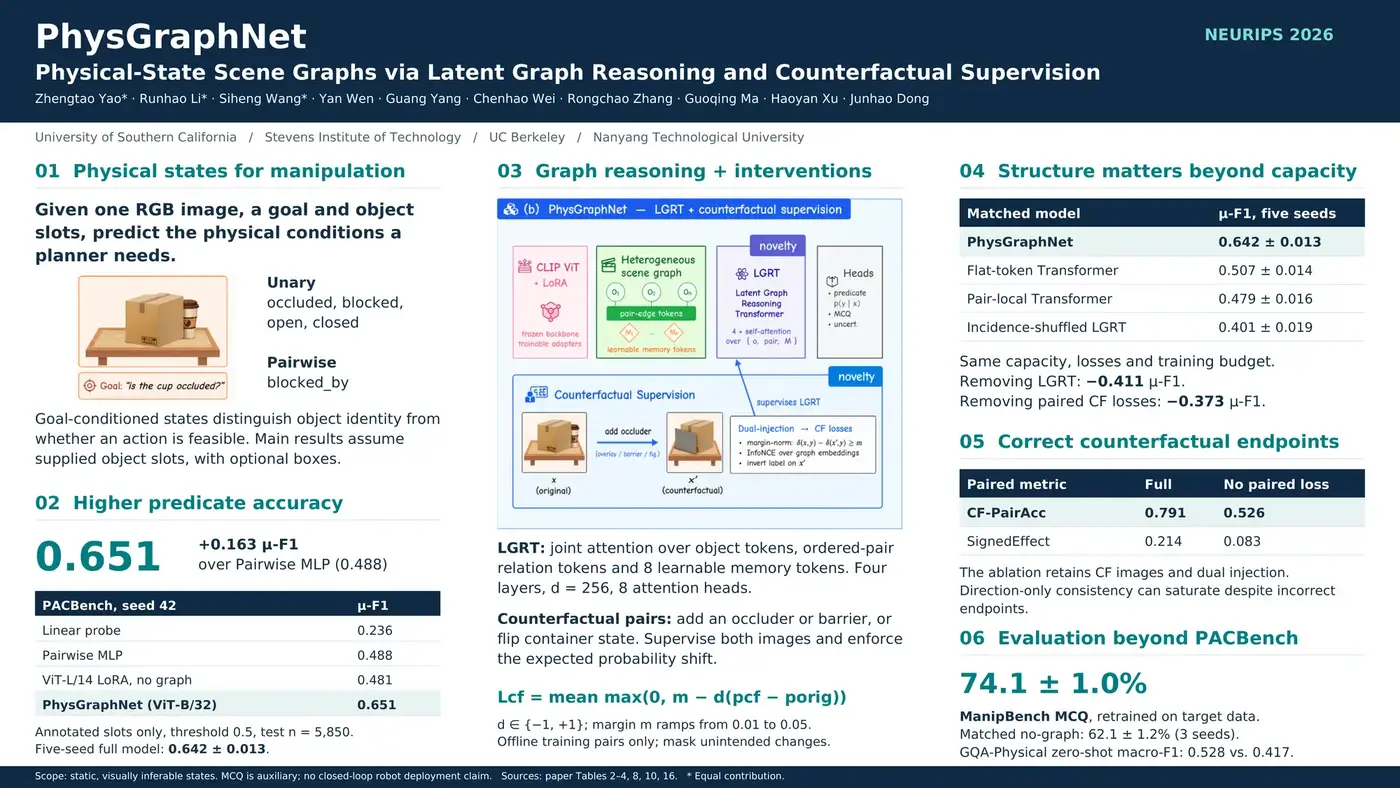 PhysGraphNet
NEURIPS 2026
Physical-State Scene Graphs via Latent Graph Reasoning and Counterfactual Supervision
Zhengtao Yao* · Runhao Li* · Siheng Wang* · Yan Wen · Guang Yang · Chenhao Wei · Rongchao Zhang · Guoqing Ma · Haoyan Xu · Junhao Dong
University of Southern California / Stevens Institute of Technology / UC Berkeley / Nanyang Technological University
01 Physical states for manipulation
Given one RGB image, a goal and object
slots, predict the physical conditions a
planner needs.
Goal: "is the cup occluded?"
Unary
occluded, blocked,
open, closed
Pairwise
blocked_by
Goal-conditioned states distinguish object identity from
whether an action is feasible. Main results assume
supplied object slots, with optional boxes.
02 Higher predicate accuracy
0.651
+0.163 μ-F1
over Pairwise MLP (0.488)
PACBench, seed 42 μ-F1
Linear probe 0.236
Pairwise MLP 0.488
ViT-L/14 LoRA, no graph 0.481
PhysGraphNet (ViT-B/32) 0.651
Annotated slots only, threshold 0.5, test n = 5,850.
Five-seed full model: 0.642 ± 0.013.
03 Graph reasoning + interventions
(b) PhysGraphNet — LGRT + counterfactual supervision
novelty
CLIP ViT
+ LoRA
frozen backbone
trainable adapters
Heterogeneous
scene graph
O₁ O₂ Oₙ
pair-edge tokens
M₁ ...
learnable memory tokens
LGRT
Latent Graph
Reasoning
Transformer
4 × self-attention
over { o, pair, M }
Heads
• predicate
p(y | x)
• MCQ
• uncert.
novelty
Counterfactual Supervision
supervises LGRT
add occluder
(overlay / barrier / fig.)
x
(original)
x′
(counterfactual)
Dual-injection → CF losses
• margin-norm: δ(x,y) − δ(x′,y) ≥ m
• InfoNCE over graph embeddings
• invert label on x′
LGRT: joint attention over object tokens, ordered-pair
relation tokens and 8 learnable memory tokens. Four
layers, d = 256, 8 attention heads.
Counterfactual pairs: add an occluder or barrier, or
flip container state. Supervise both images and enforce
the expected probability shift.
Lcf = mean max(0, m − d(pcf − porig))
d ∈ {−1, +1}; margin m ramps from 0.01 to 0.05.
Offline training pairs only; mask unintended changes.
04 Structure matters beyond capacity
Matched model μ-F1, five seeds
PhysGraphNet 0.642 ± 0.013
Flat-token Transformer 0.507 ± 0.014
Pair-local Transformer 0.479 ± 0.016
Incidence-shuffled LGRT 0.401 ± 0.019
Same capacity, losses and training budget.
Removing LGRT: −0.411 μ-F1.
Removing paired CF losses: −0.373 μ-F1.
05 Correct counterfactual endpoints
Paired metric Full No paired loss
CF-PairAcc 0.791 0.526
SignedEffect 0.214 0.083
The ablation retains CF images and dual injection.
Direction-only consistency can saturate despite incorrect
endpoints.
06 Evaluation beyond PACBench
74.1 ± 1.0%
ManipBench MCQ, retrained on target data.
Matched no-graph: 62.1 ± 1.2% (3 seeds).
GQA-Physical zero-shot macro-F1: 0.528 vs. 0.417.
Scope: static, visually inferable states. MCQ is auxiliary; no closed-loop robot deployment claim. Sources: paper Tables 2–4, 8, 10, 16. * Equal contribution.